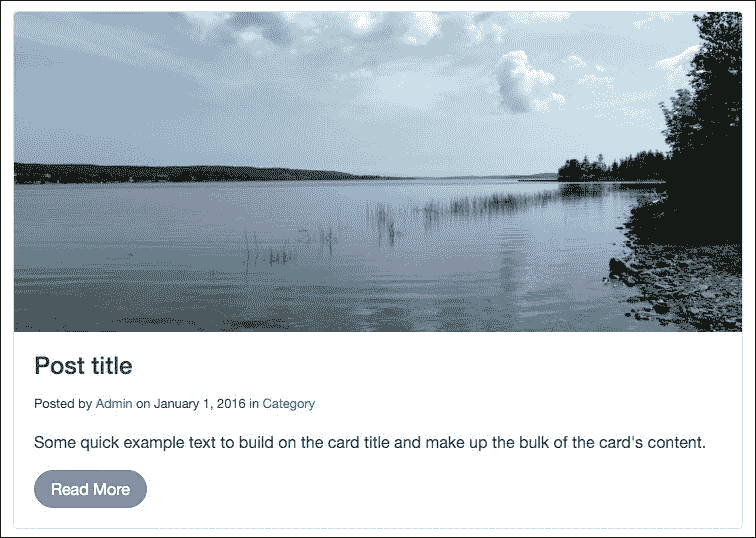 Post title
Posted by Admin on January 1, 2016 in Category
Some quick example text to build on the card title and make up the bulk of the card's content.
Read More